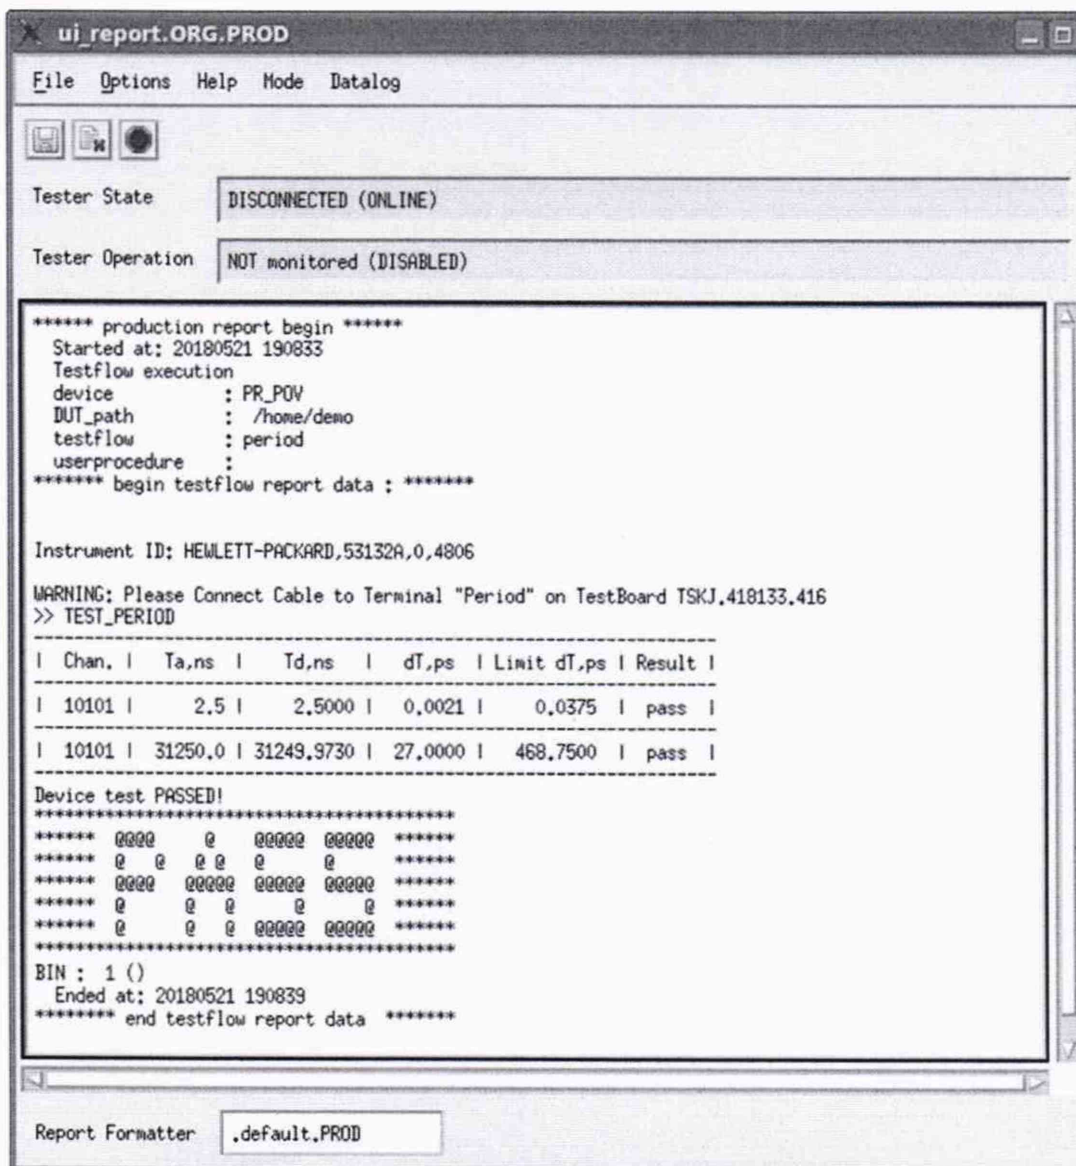 ui_report.ORG.PROD
File Options Help Mode Datalog
Tester State DISCONNECTED (ONLINE)
Tester Operation NOT monitored (DISABLED)
****** production report begin ******
Started at: 20180521 190833
Testflow execution
device : PR_POV
DUT_path : /home/demo
testflow : period
userprocedure :
******* begin testflow report data : *******
Instrument ID: HEWLETT-PACKARD,53132A,0,4806
WARNING: Please Connect Cable to Terminal "Period" on TestBoard TSKJ.418133.416
>> TEST_PERIOD
-------------------------------------------------------------------
| Chan. | Ta,ns | Td,ns | dT,ps | Limit dT,ps | Result |
-------------------------------------------------------------------
| 10101 | 2.5 | 2.5000 | 0.0021 | 0.0375 | pass |
-------------------------------------------------------------------
| 10101 | 31250.0 | 31249.9730 | 27.0000 | 468.7500 | pass |
-------------------------------------------------------------------
Device test PASSED!
******************************************
****** @@@@     @    @@@@@  @@@@@ ******
****** @   @   @ @   @      @     ******
****** @@@@   @@@@@  @@@@@  @@@@@ ******
****** @      @   @      @      @ ******
****** @      @   @  @@@@@  @@@@@ ******
******************************************
BIN : 1 ()
Ended at: 20180521 190839
******** end testflow report data *******
Report Formatter .default.PROD